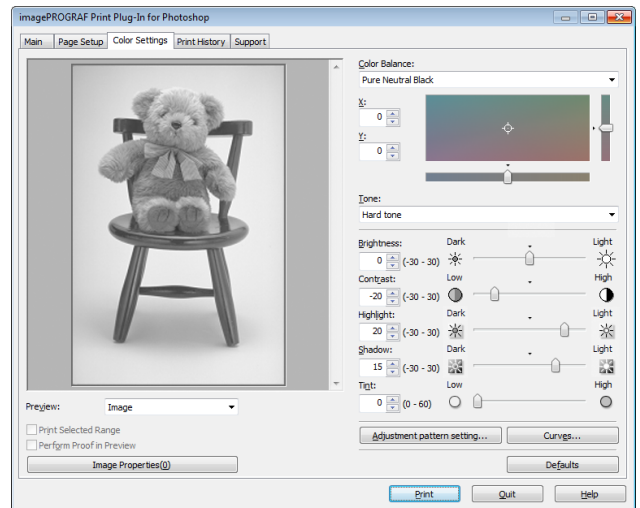 imagePROGRAF Print Plug-In for Photoshop
Main Page Setup Color Settings Print History Support
Color Balance:
Pure Neutral Black
X:
0
Y:
0
Tone:
Hard tone
Brightness: Dark Light
0 (-30 - 30)
Contrast: Low High
-20 (-30 - 30)
Highlight: Dark Light
20 (-30 - 30)
Shadow: Dark Light
15 (-30 - 30)
Tint: Low High
0 (0 - 60)
Preview: Image
Print Selected Range
Perform Proof in Preview
Image Properties(0)
Adjustment pattern setting... Curves...
Defaults
Print Quit Help